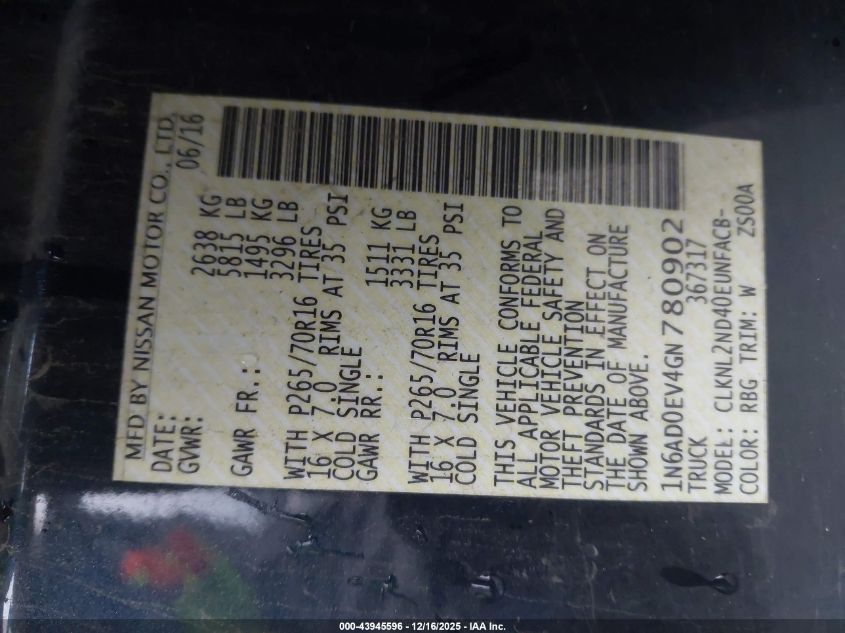 MFD BY NISSAN MOTOR CO., LTD.
DATE: 06/16
GVWR: 2638 KG
5815 LB
GAWR FR.: 1495 KG
3296 LB
WITH P265/70R16 TIRES
16 X 7.0 RIMS AT 35 PSI
COLD SINGLE
GAWR RR.: 1511 KG
3331 LB
WITH P265/70R16 TIRES
16 X 7.0 RIMS AT 35 PSI
COLD SINGLE
THIS VEHICLE CONFORMS TO
ALL APPLICABLE FEDERAL
MOTOR VEHICLE SAFETY AND
THEFT PREVENTION
STANDARDS IN EFFECT ON
THE DATE OF MANUFACTURE
SHOWN ABOVE.
1N6AD0EV4GN780902
TRUCK 367317
MODEL: CLKNL2ND40EUNFACB-
COLOR: RBG TRIM: W ZS00A
000-43945596 - 12/16/2025 - IAA Inc.